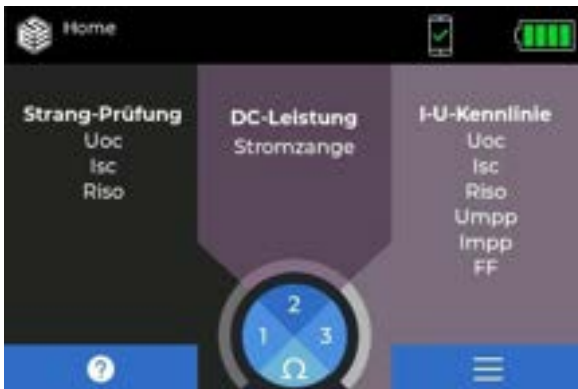 Home
Strang-Prüfung
Uoc
Isc
Riso
DC-Leistung
Stromzange
I-U-Kennlinie
Uoc
Isc
Riso
Umpp
Impp
FF
2
1 3
Ω
?